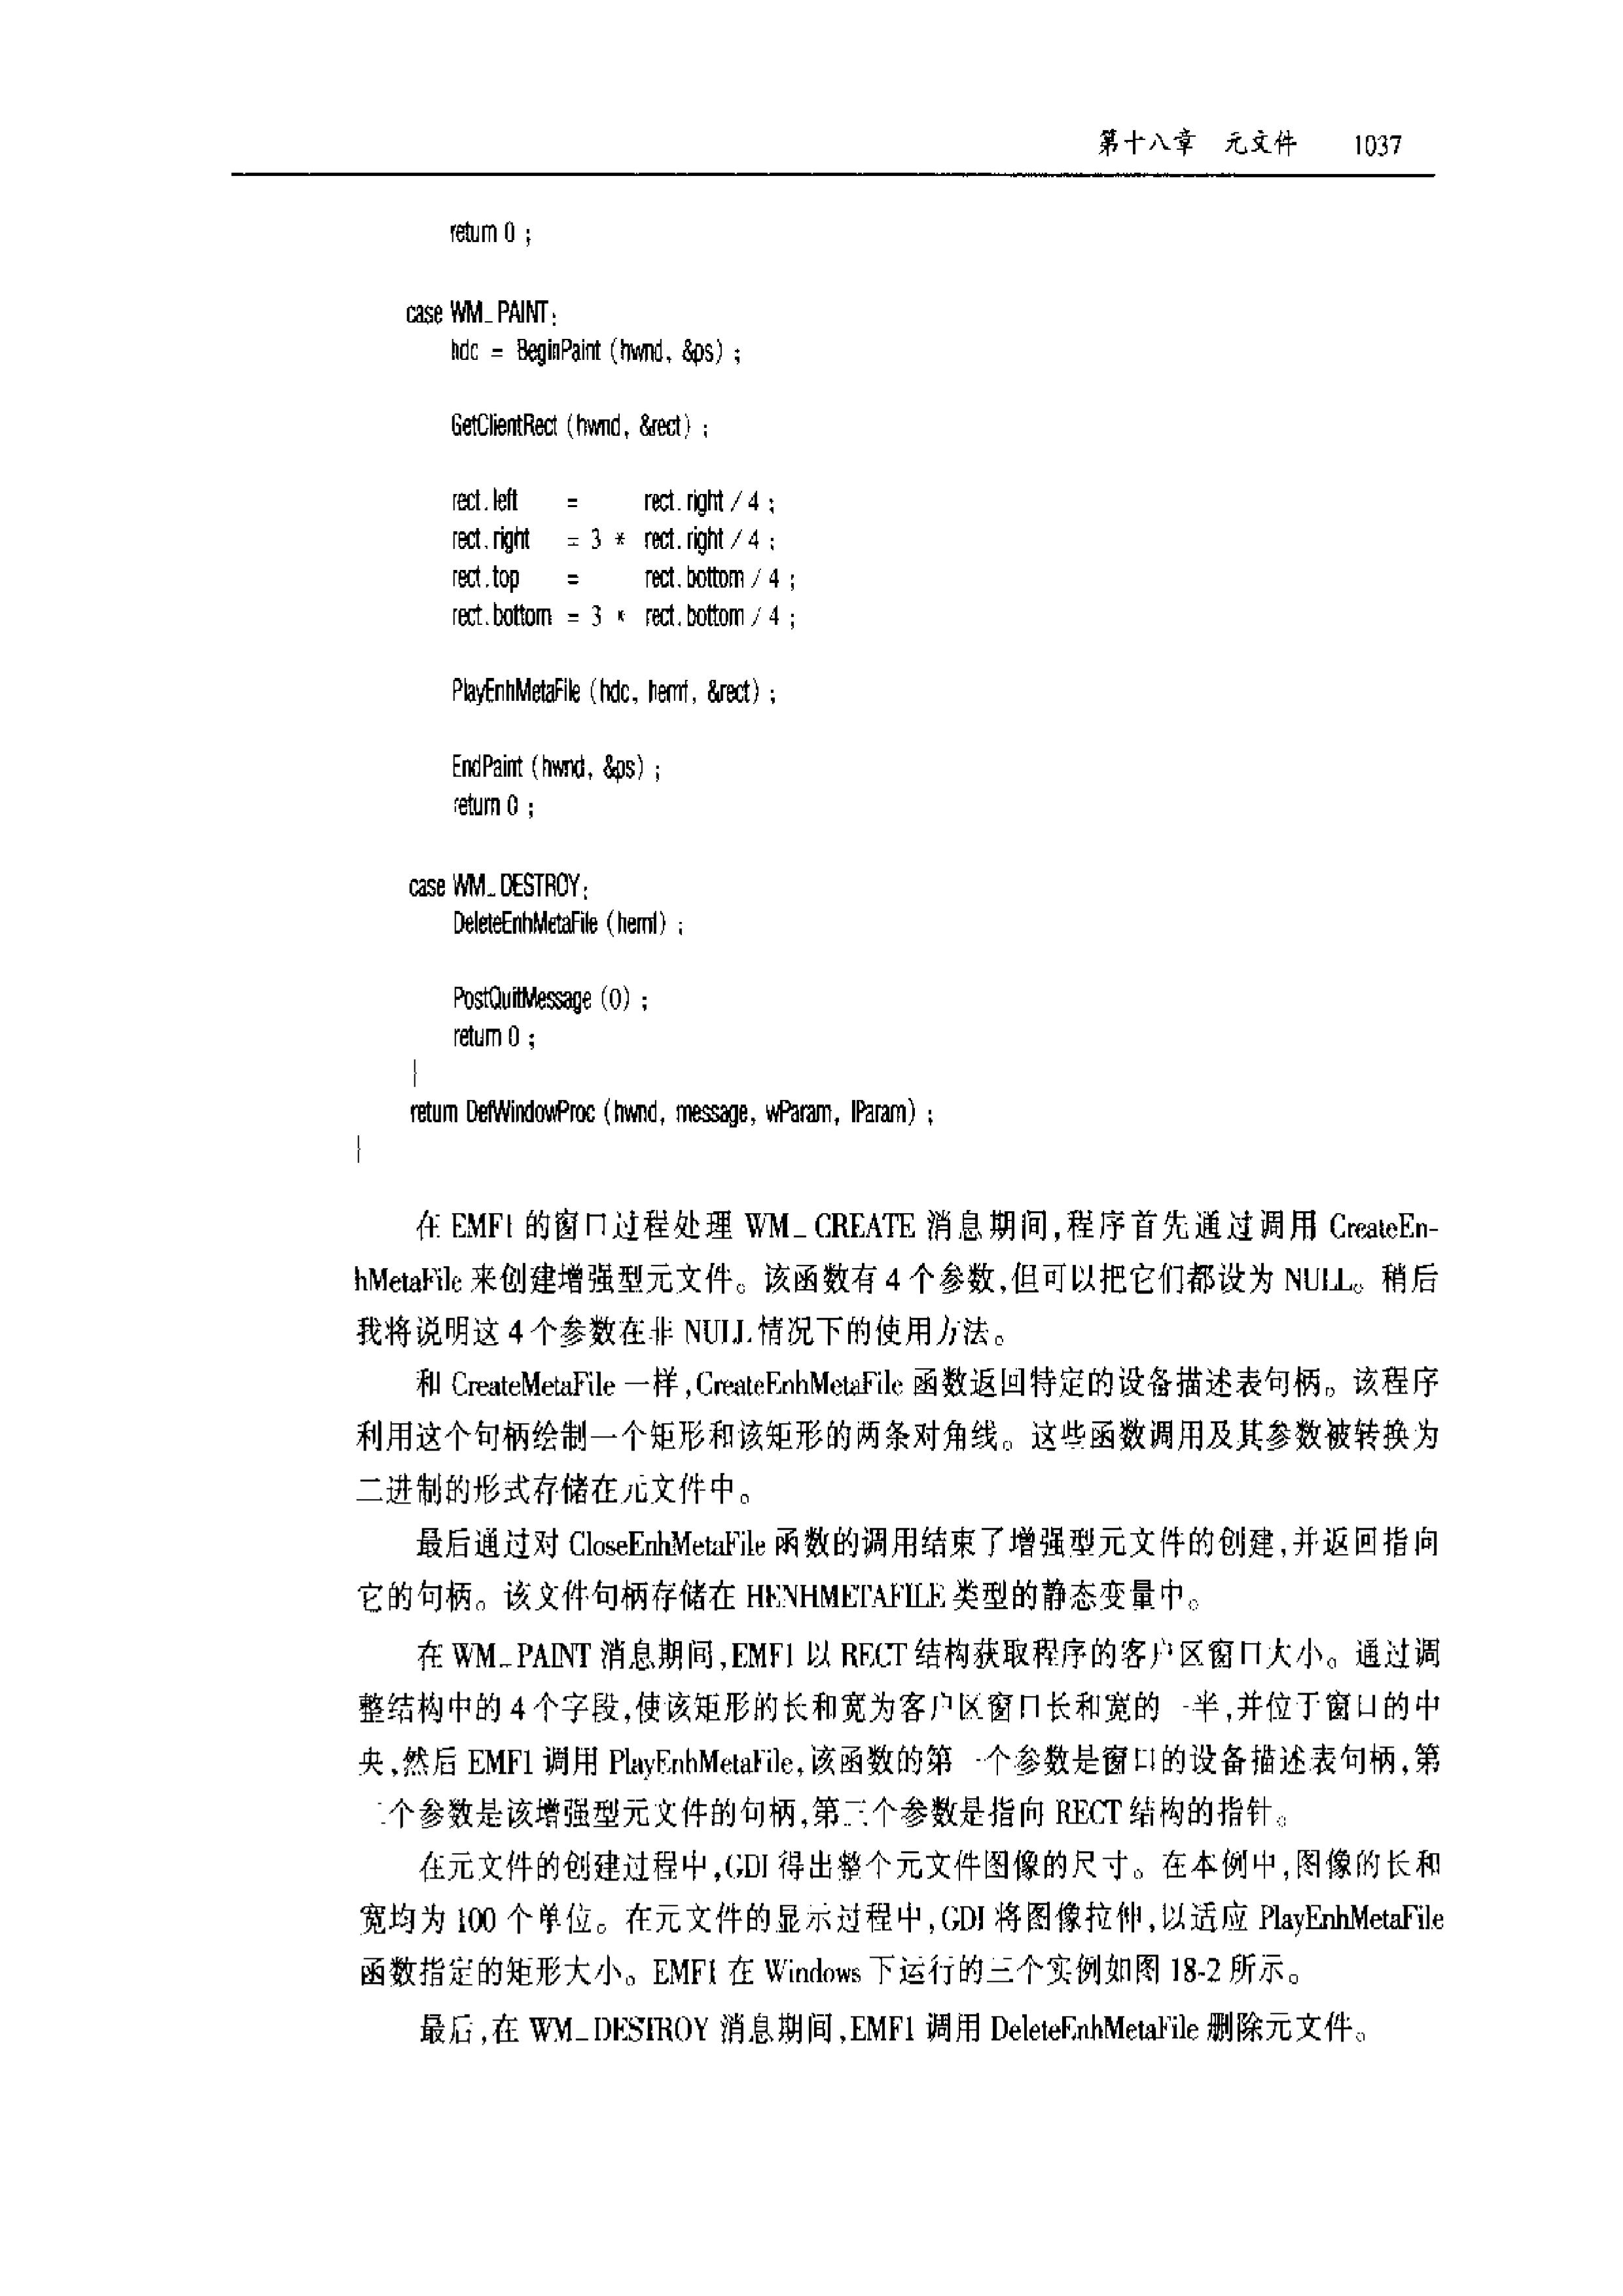 第十八章 元文件 1037
return 0 ;
case WM_PAINT:
hdc = BeginPaint (hwnd, &ps) ;
GetClientRect (hwnd, &rect) ;
rect.left = rect.right / 4 ;
rect.right = 3 * rect.right / 4 ;
rect.top = rect.bottom / 4 ;
rect.bottom = 3 * rect.bottom / 4 ;
PlayEnhMetaFile (hdc, hemf, &rect) ;
EndPaint (hwnd, &ps) ;
return 0 ;
case WM_DESTROY:
DeleteEnhMetaFile (hemf) ;
PostQuitMessage (0) ;
return 0 ;
}
return DefWindowProc (hwnd, message, wParam, lParam) ;
}
在 EMF1 的窗口过程处理 WM_CREATE 消息期间,程序首先通过调用 CreateEn-
hMetaFile 来创建增强型元文件。该函数有 4 个参数,但可以把它们都设为 NULL。稍后
我将说明这 4 个参数在非 NULL 情况下的使用方法。
和 CreateMetaFile 一样,CreateEnhMetaFile 函数返回特定的设备描述表句柄。该程序
利用这个句柄绘制一个矩形和该矩形的两条对角线。这些函数调用及其参数被转换为
二进制的形式存储在元文件中。
最后通过对 CloseEnhMetaFile 函数的调用结束了增强型元文件的创建,并返回指向
它的句柄。该文件句柄存储在 HENHMETAFILE 类型的静态变量中。
在 WM_PAINT 消息期间,EMF1 以 RECT 结构获取程序的客户区窗口大小。通过调
整结构中的 4 个字段,使该矩形的长和宽为客户区窗口长和宽的一半,并位于窗口的中
央,然后 EMF1 调用 PlayEnhMetaFile,该函数的第一个参数是窗口的设备描述表句柄,第
二个参数是该增强型元文件的句柄,第三个参数是指向 RECT 结构的指针。
在元文件的创建过程中,GDI 得出整个元文件图像的尺寸。在本例中,图像的长和
宽均为 100 个单位。在元文件的显示过程中,GDI 将图像拉伸,以适应 PlayEnhMetaFile
函数指定的矩形大小。EMF1 在 Windows 下运行的三个实例如图 18-2 所示。
最后,在 WM_DESTROY 消息期间,EMF1 调用 DeleteEnhMetaFile 删除元文件。